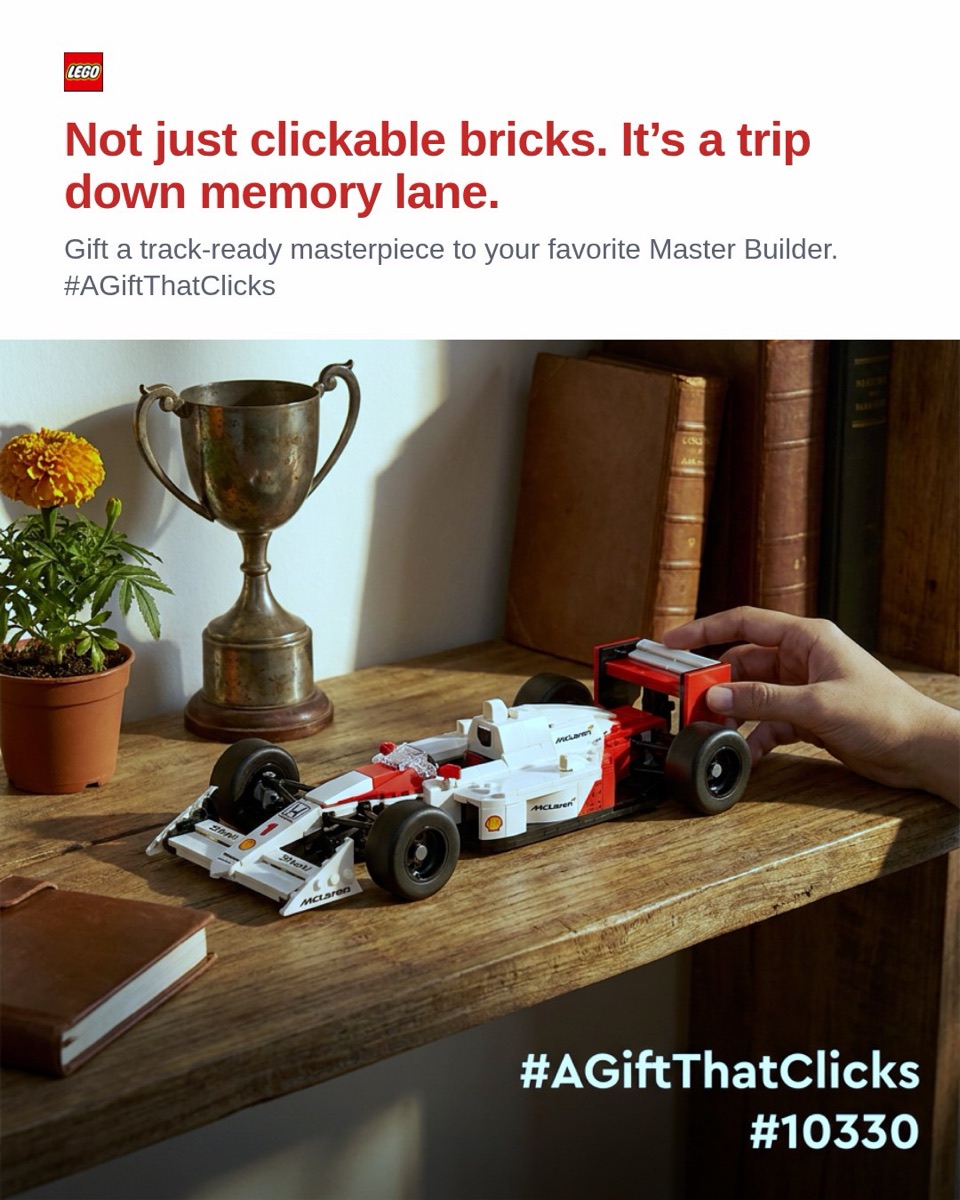 LEGO
Not just clickable bricks. It’s a trip
down memory lane.
Gift a track-ready masterpiece to your favorite Master Builder.
#AGiftThatClicks
McLaren
McLaren
1
McLaren
#AGiftThatClicks
#10330